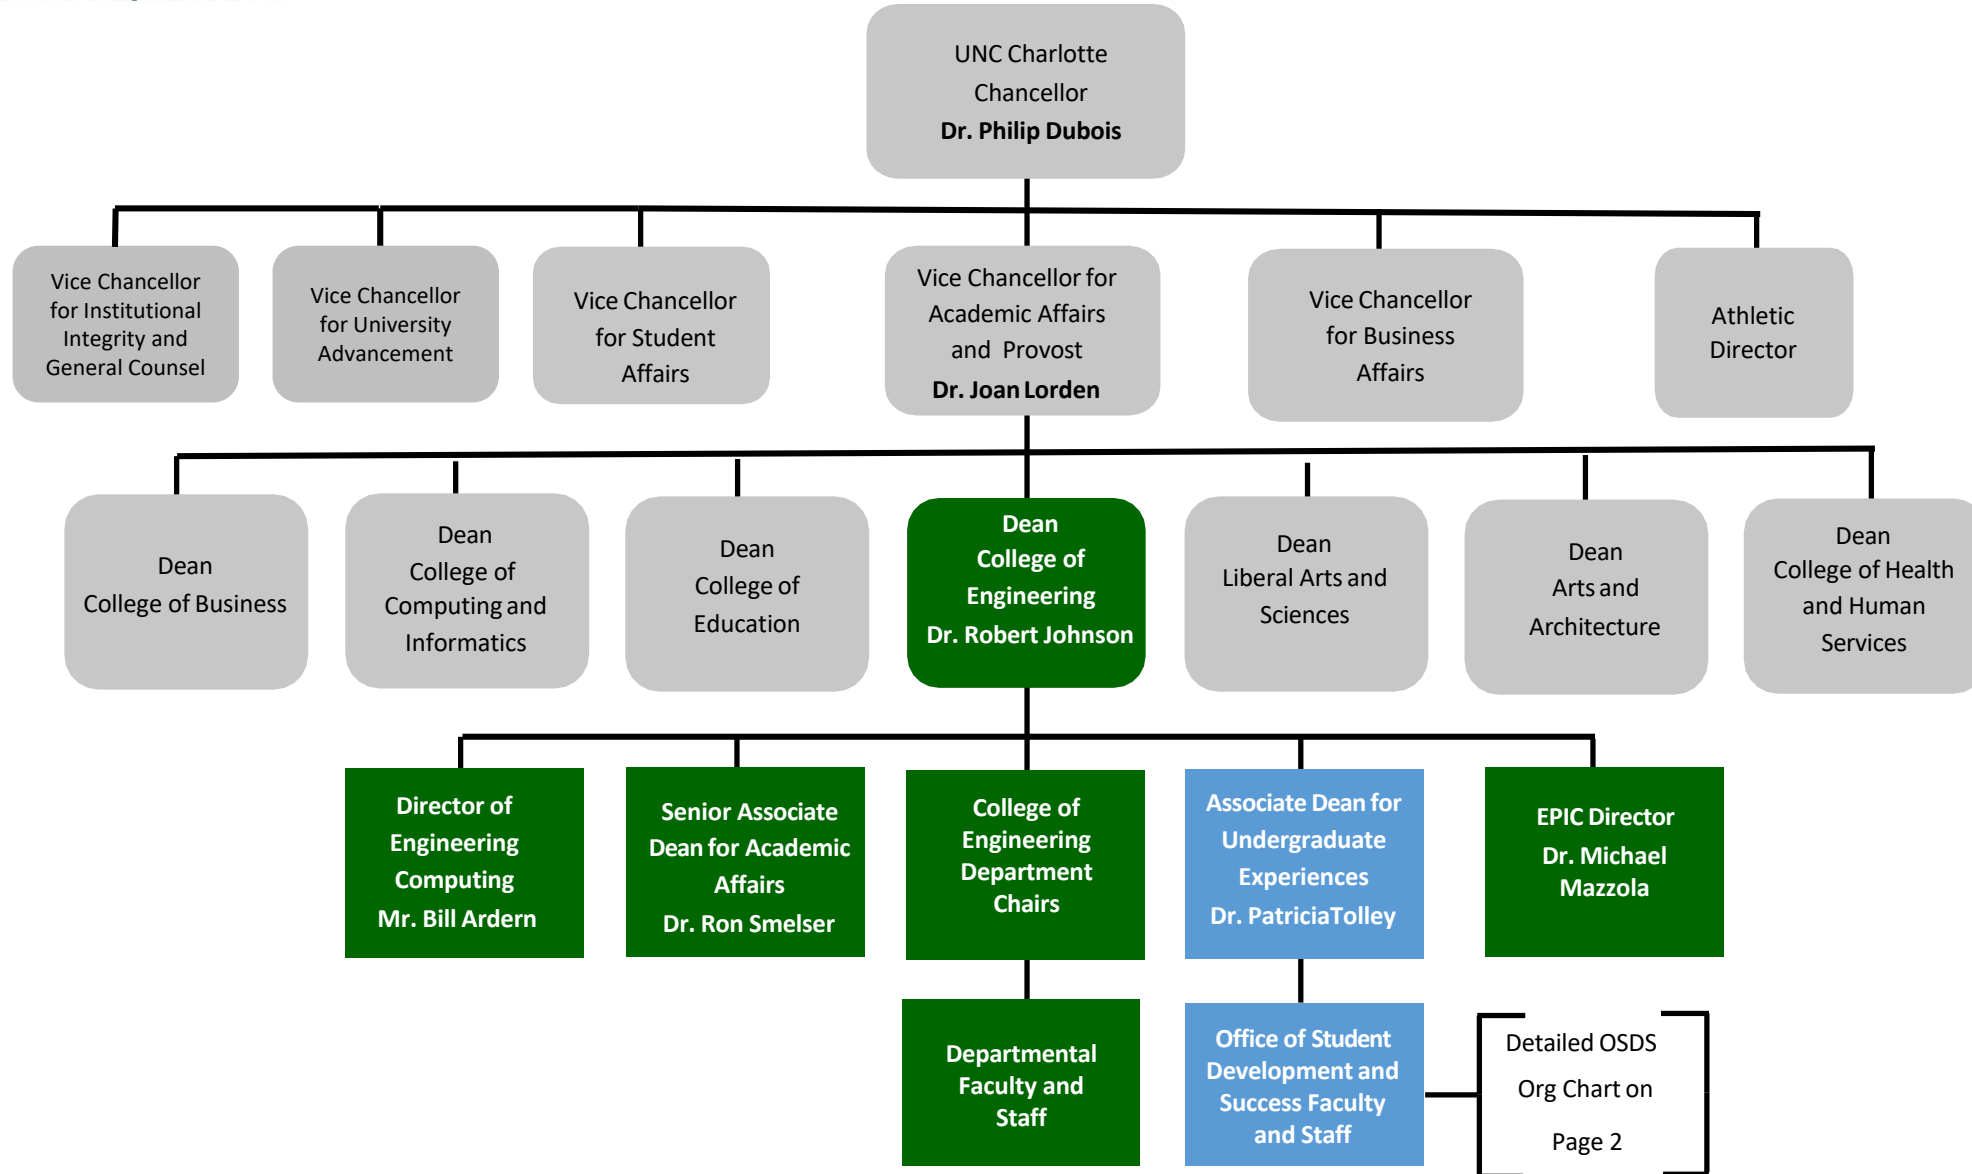 UNC Charlotte
Chancellor
Dr. Philip Dubois
Vice Chancellor
for Institutional
Integrity and
General Counsel
Vice Chancellor
for University
Advancement
Vice Chancellor
for Student
Affairs
Vice Chancellor for
Academic Affairs
and Provost
Dr. Joan Lorden
Vice Chancellor
for Business
Affairs
Athletic
Director
Dean
College of Business
Dean
College of
Computing and
Informatics
Dean
College of
Education
Dean
College of
Engineering
Dr. Robert Johnson
Dean
Liberal Arts and
Sciences
Dean
Arts and
Architecture
Dean
College of Health
and Human
Services
Director of
Engineering
Computing
Mr. Bill Ardern
Senior Associate
Dean for Academic
Affairs
Dr. Ron Smelser
College of
Engineering
Department
Chairs
Associate Dean for
Undergraduate
Experiences
Dr. PatriciaTolley
EPIC Director
Dr. Michael
Mazzola
Departmental
Faculty and
Staff
Office of Student
Development and
Success Faculty
and Staff
Detailed OSDS
Org Chart on
Page 2